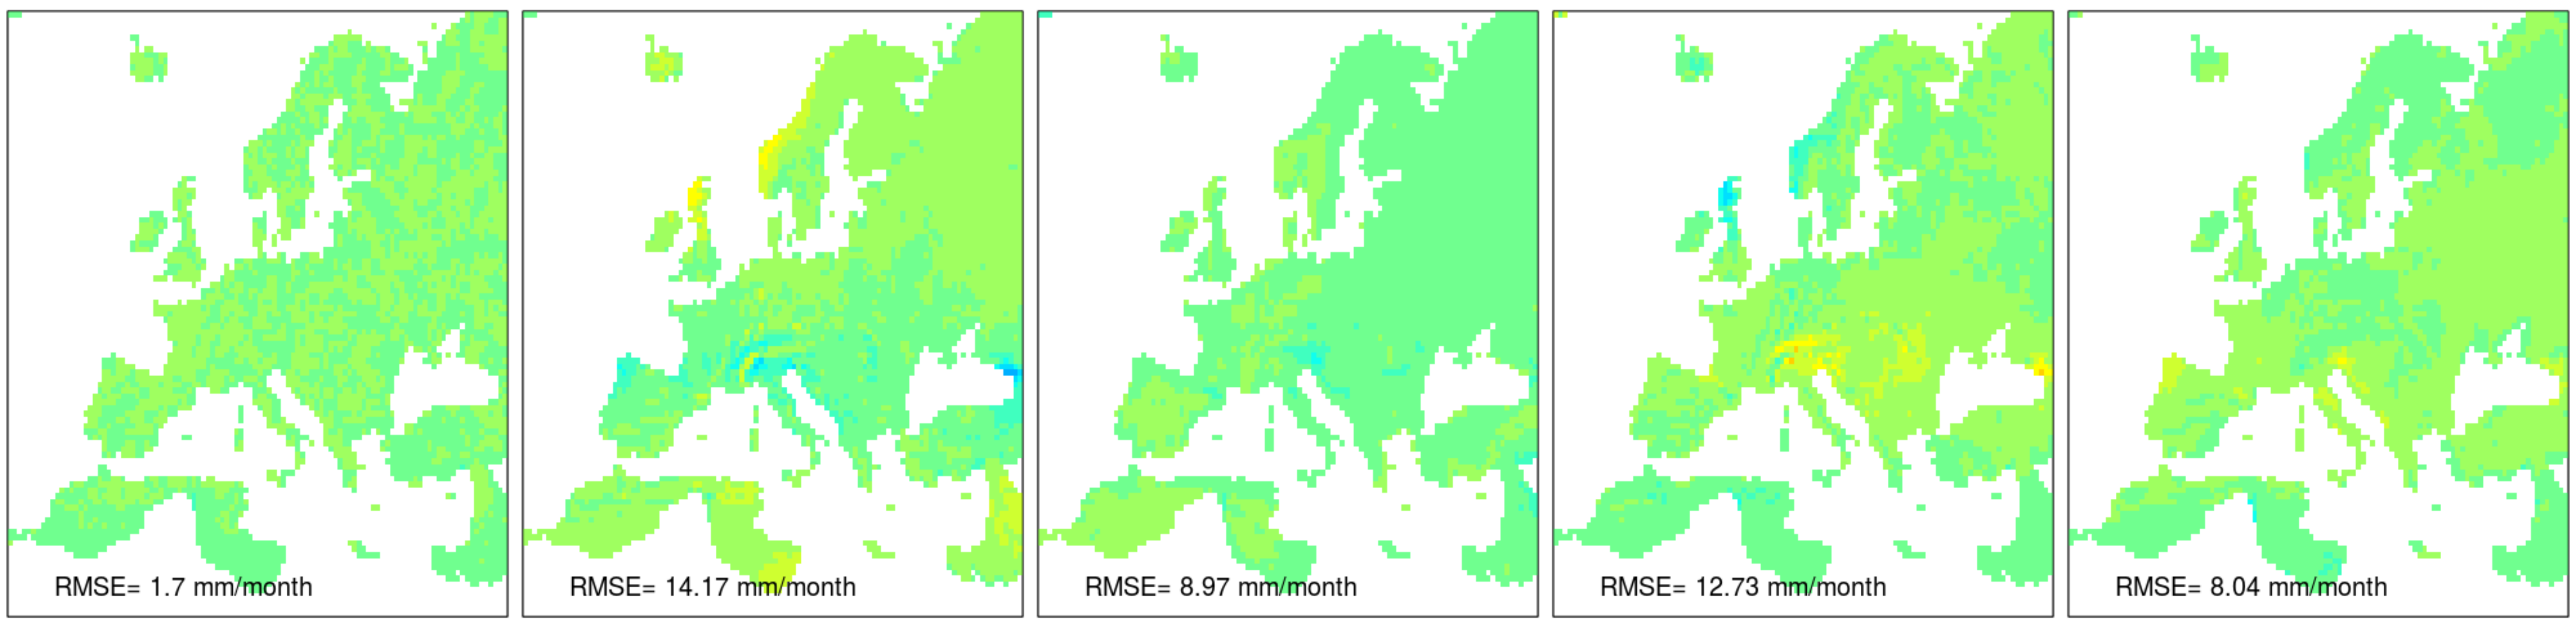 RMSE= 1.7 mm/month
RMSE= 14.17 mm/month
RMSE= 8.97 mm/month
RMSE= 12.73 mm/month
RMSE= 8.04 mm/month